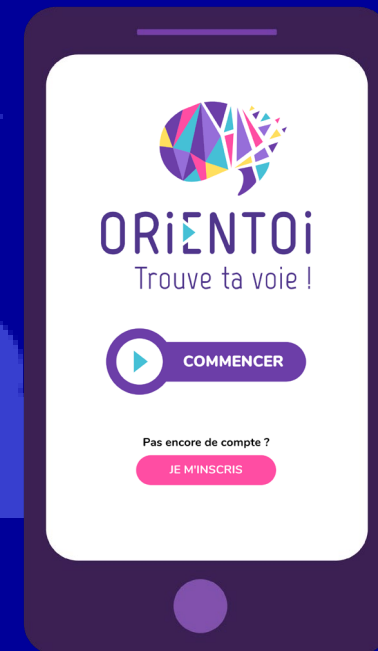 ORiENTOi
Trouve ta voie !
COMMENCER
Pas encore de compte ?
JE M'INSCRIS